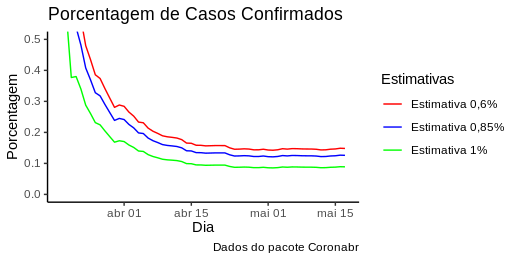 Porcentagem de Casos Confirmados
0.5
0.4
0.3
0.2
0.1
0.0
Porcentagem
abr 01
abr 15
mai 01
mai 15
Dia
Estimativas
Estimativa 0,6%
Estimativa 0,85%
Estimativa 1%
Dados do pacote Coronabr